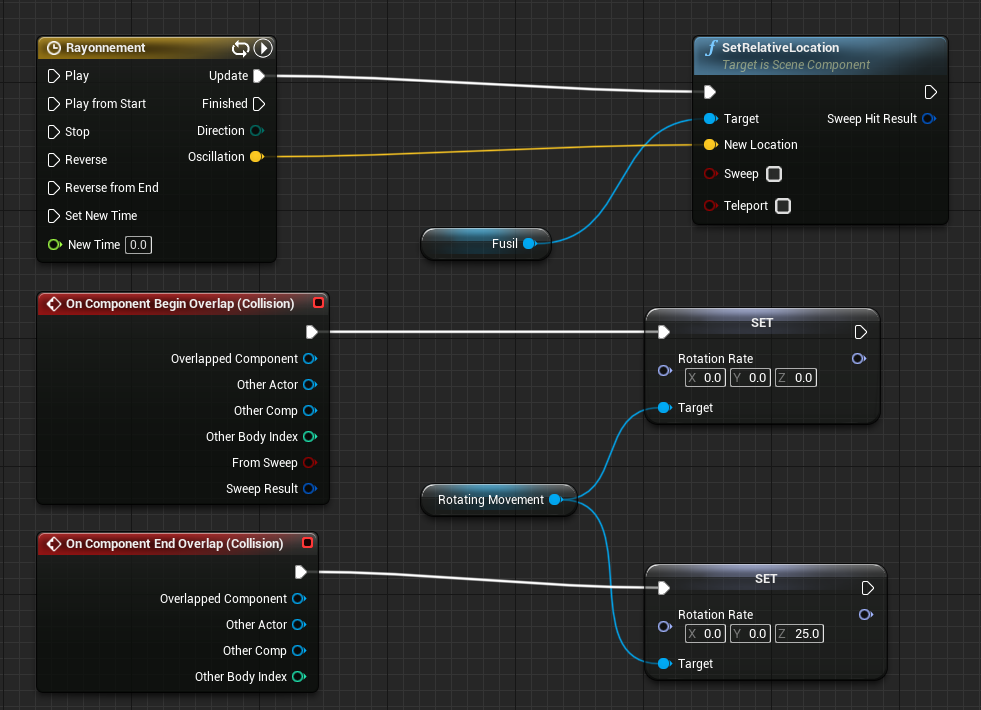 Rayonnement
Play
Update
Play from Start
Finished
Stop
Direction
Reverse
Oscillation
Reverse from End
Set New Time
New Time 0.0
SetRelativeLocation
Target is Scene Component
Target
Sweep Hit Result
New Location
Sweep
Teleport
Fusil
On Component Begin Overlap (Collision)
Overlapped Component
Other Actor
Other Comp
Other Body Index
From Sweep
Sweep Result
SET
Rotation Rate
X 0.0 Y 0.0 Z 0.0
Target
Rotating Movement
On Component End Overlap (Collision)
Overlapped Component
Other Actor
Other Comp
Other Body Index
SET
Rotation Rate
X 0.0 Y 0.0 Z 25.0
Target